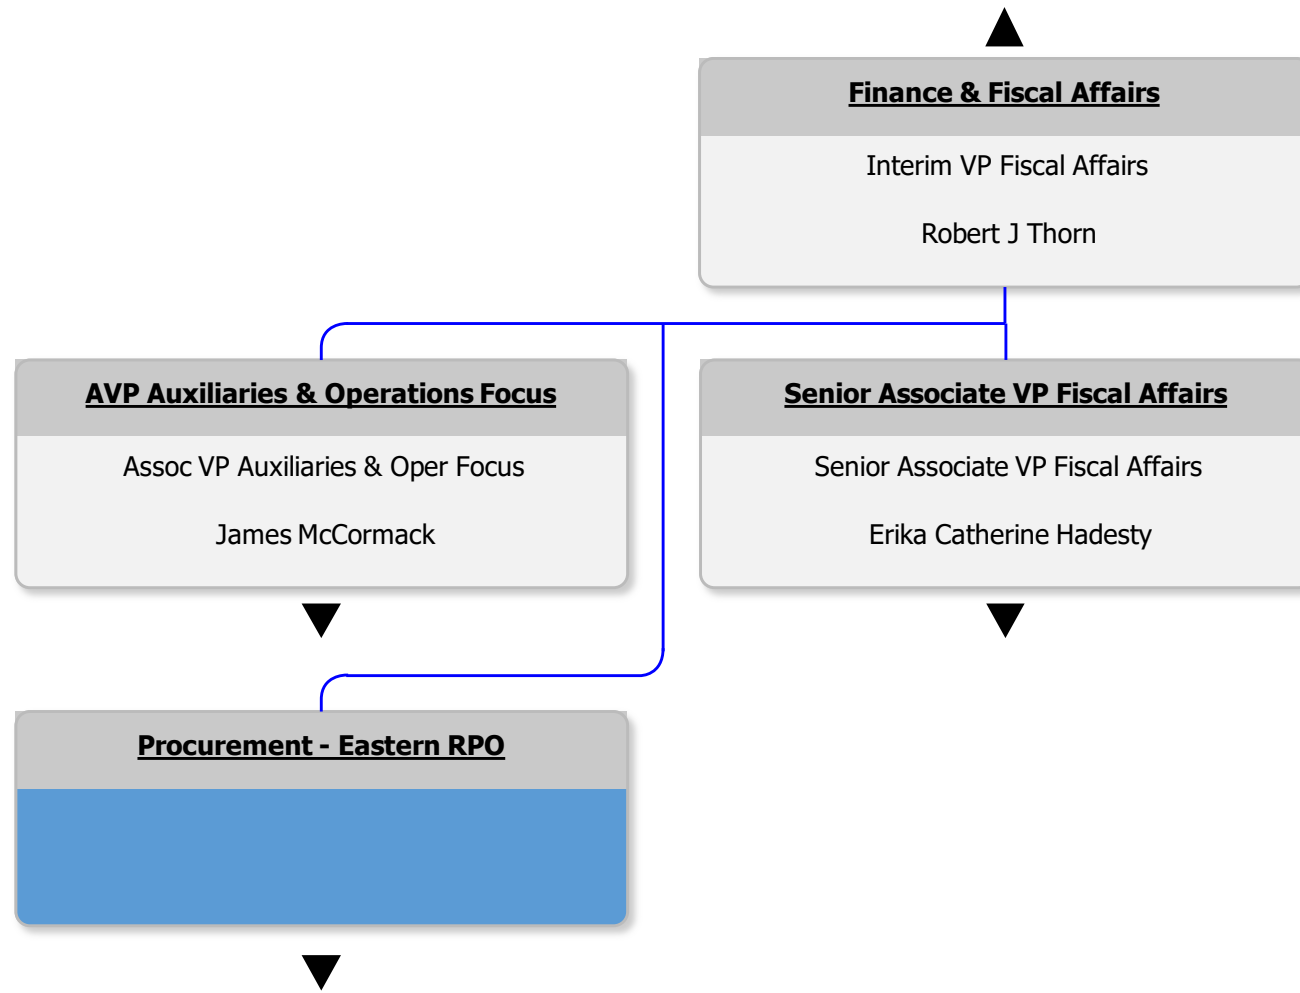 Finance & Fiscal Affairs
Interim VP Fiscal Affairs
Robert J Thorn
AVP Auxiliaries & Operations Focus
Assoc VP Auxiliaries & Oper Focus
James McCormack
Senior Associate VP Fiscal Affairs
Senior Associate VP Fiscal Affairs
Erika Catherine Hadesty
Procurement - Eastern RPO